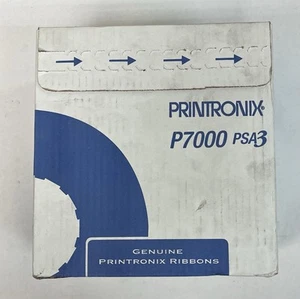 PRINTRONIX®
P7000 PSA3
GENUINE
PRINTRONIX RIBBONS